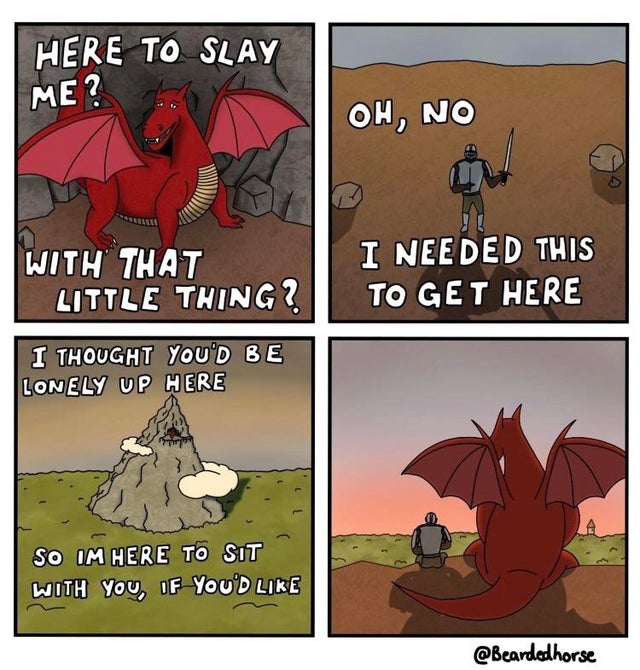 HERE TO SLAY
ME?
WITH THAT
LITTLE THING?
OH, NO
I NEEDED THIS
TO GET HERE
I THOUGHT YOU'D BE
LONELY UP HERE
SO IM HERE TO SIT
WITH YOU, IF YOU'D LIKE
@Beardedhorse